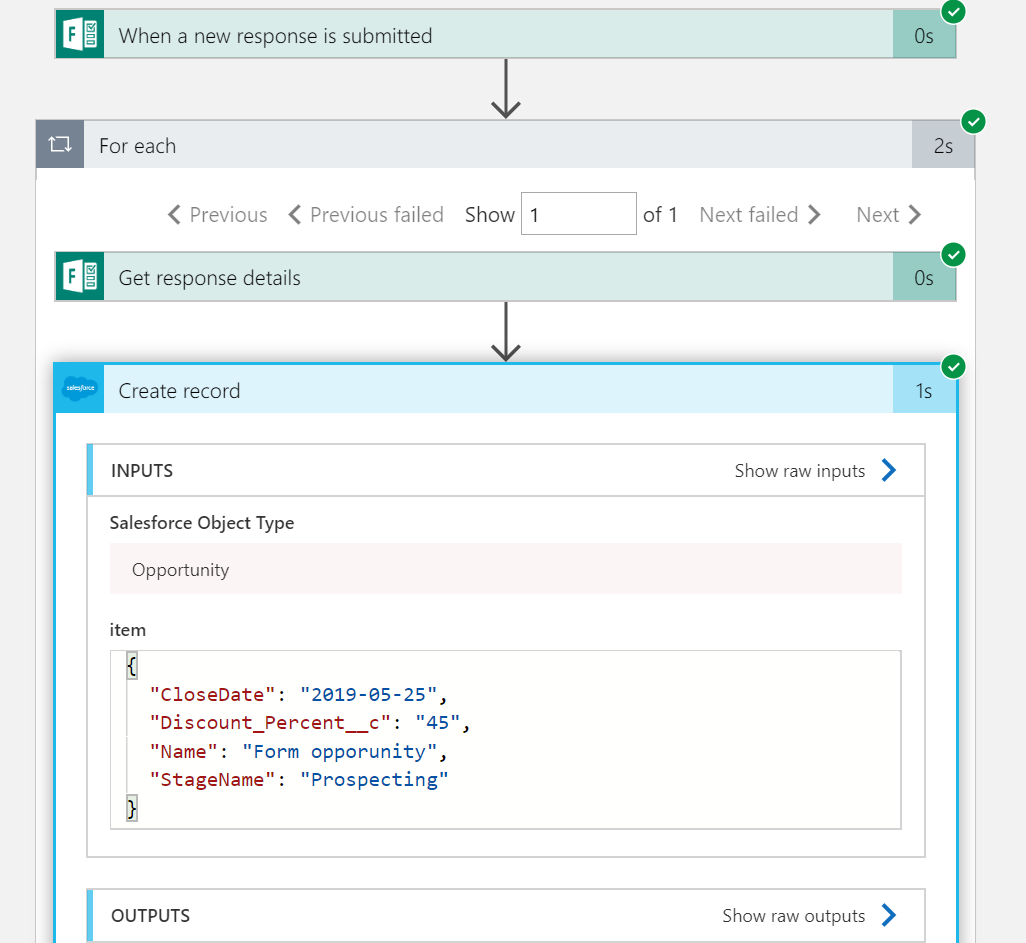 F
When a new response is submitted 0s
For each 2s
Previous Previous failed Show 1 of 1 Next failed Next
F
Get response details 0s
salesforce
Create record 1s
INPUTS Show raw inputs
Salesforce Object Type
Opportunity
item
{
"CloseDate": "2019-05-25",
"Discount_Percent__c": "45",
"Name": "Form opporunity",
"StageName": "Prospecting"
}
OUTPUTS Show raw outputs